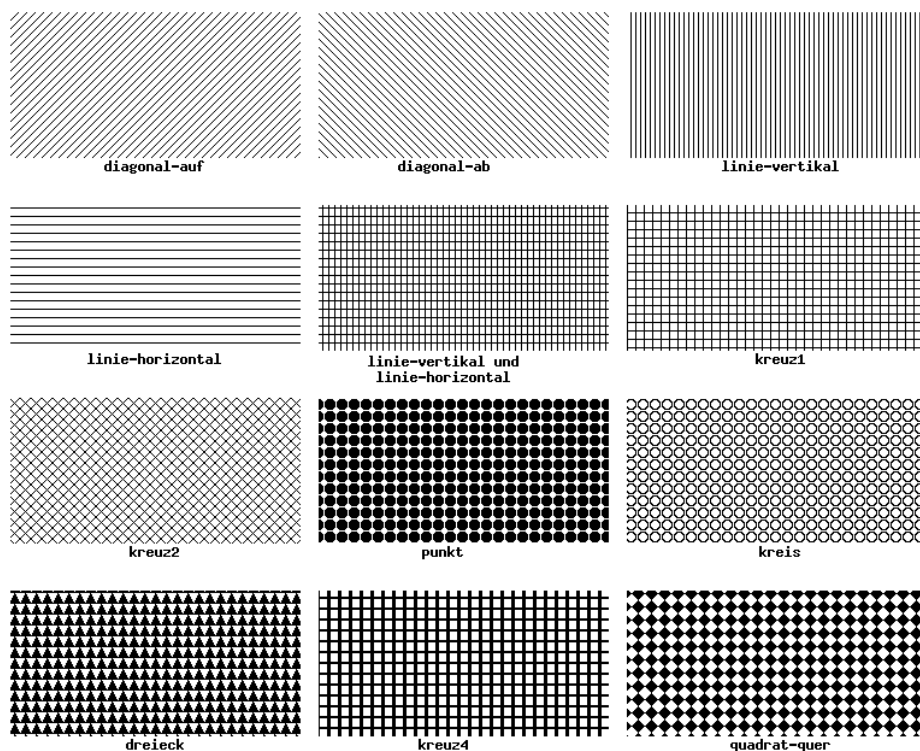 diagonal-auf
diagonal-ab
linie-vertikal
linie-horizontal
linie-vertikal und
linie-horizontal
kreuz1
kreuz2
punkt
kreis
dreieck
kreuz4
quadrat-quer